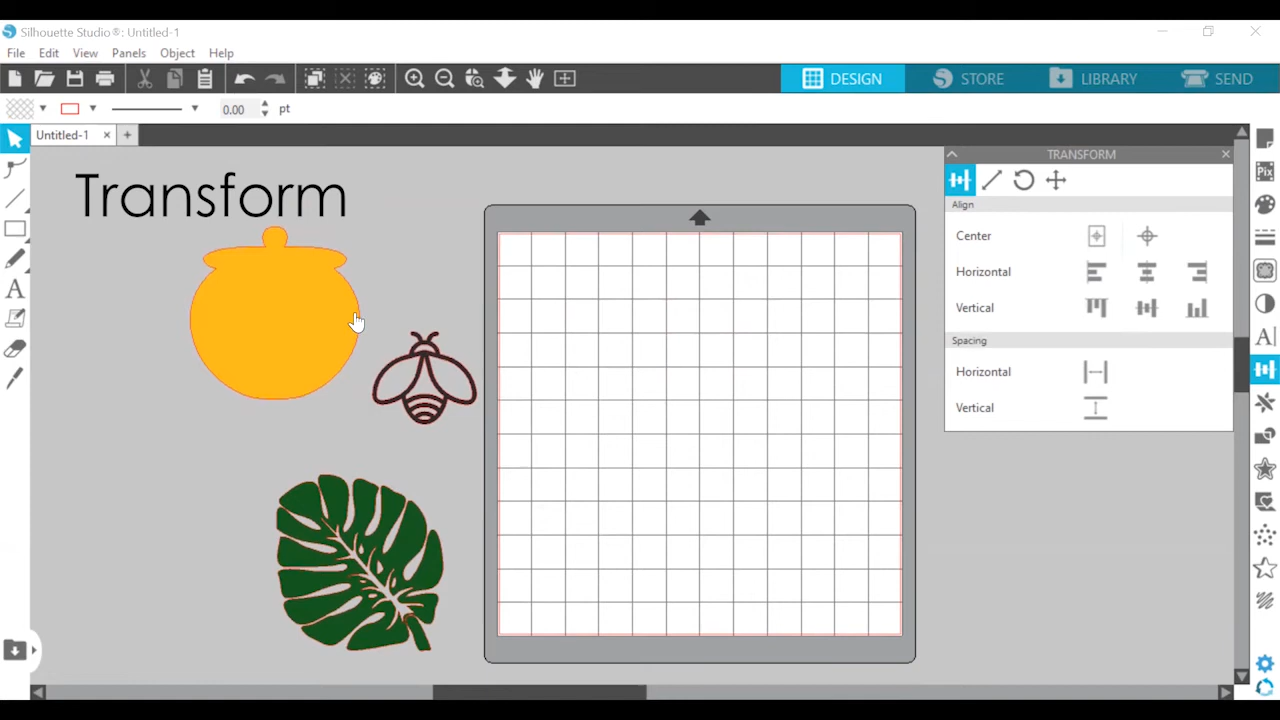 Silhouette Studio®: Untitled-1
File Edit View Panels Object Help
DESIGN STORE LIBRARY SEND
0.00 pt
Untitled-1
Transform
TRANSFORM
Align
Center
Horizontal
Vertical
Spacing
Horizontal
Vertical
Pix